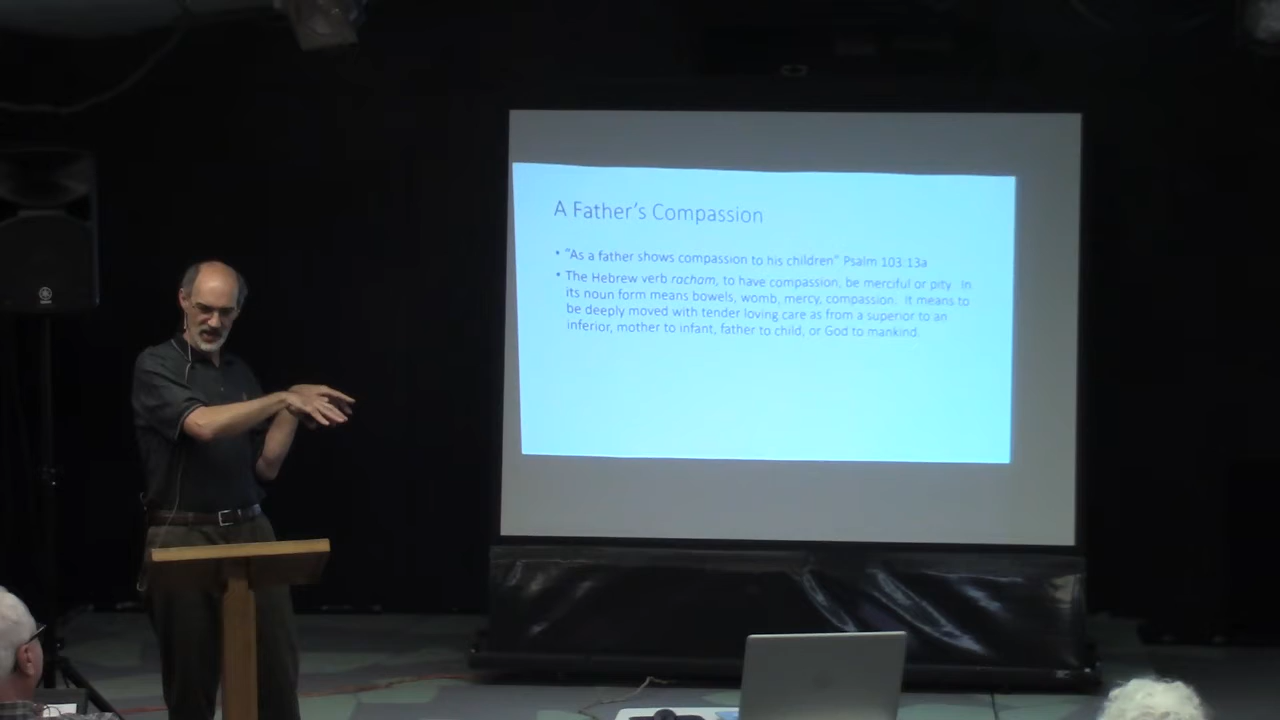 A Father's Compassion
• "As a father shows compassion to his children" Psalm 103:13a
• The Hebrew verb racham, to have compassion, be merciful or pity. In
its noun form means bowels, womb, mercy, compassion. It means to
be deeply moved with tender loving care as from a superior to an
inferior, mother to infant, father to child, or God to mankind.